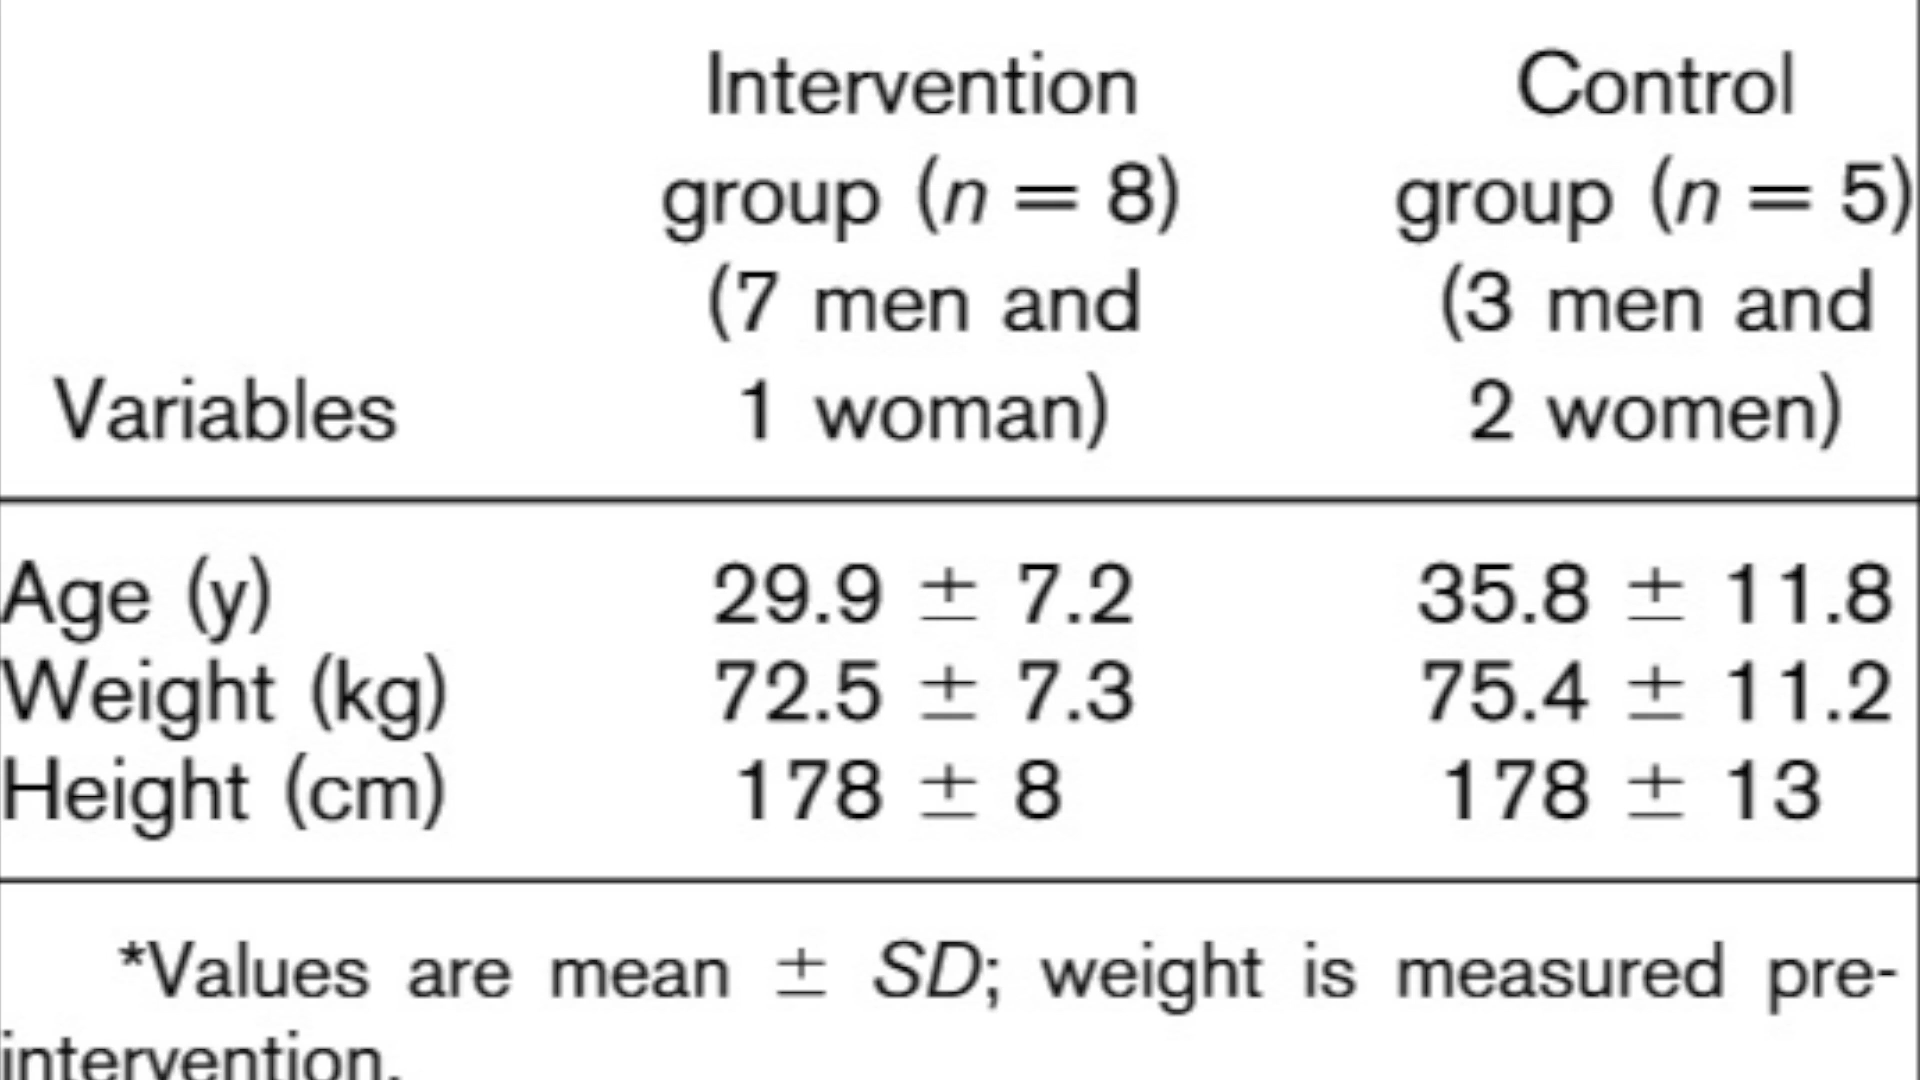 Intervention Control
group (n = 8) group (n = 5)
(7 men and (3 men and
Variables 1 woman) 2 women)
Age (y) 29.9 ± 7.2 35.8 ± 11.8
Weight (kg) 72.5 ± 7.3 75.4 ± 11.2
Height (cm) 178 ± 8 178 ± 13
*Values are mean ± SD; weight is measured pre-
intervention.